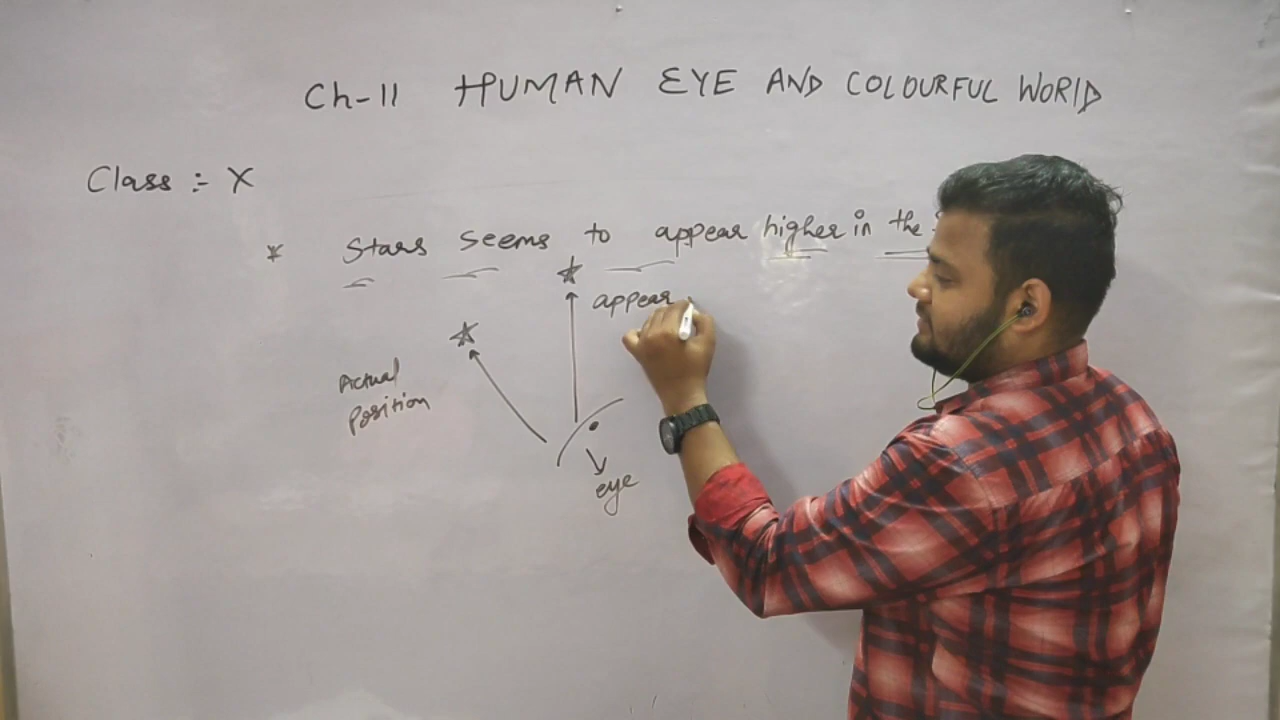 Ch-11 HUMAN EYE AND COLOURFUL WORLD
Class :- X
* Stars seems to appear higher in the
appear
Actual
Position
eye